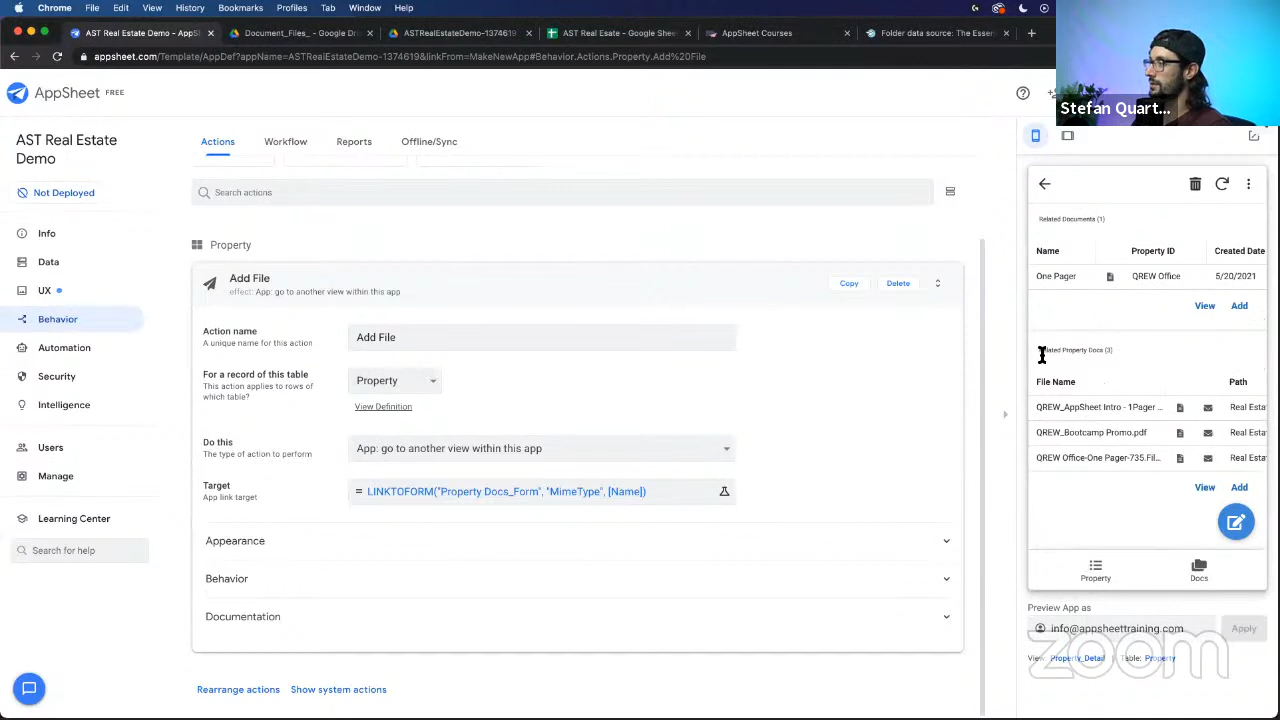 Chrome File Edit View History Bookmarks Profiles Tab Window Help
AST Real Estate Demo - AppSh
Document_Files_ - Google Dr
ASTRealEstateDemo-1374619
AST Real Esate - Google Shee
AppSheet Courses
Folder data source: The Essen
appsheet.com/Template/AppDef?appName=ASTRealEstateDemo-1374619&linkFrom=MakeNewApp#Behavior.Actions.Property.Add%20File
Stefan Quart...
AppSheet FREE
AST Real Estate
Demo
Not Deployed
Info
Data
UX
Behavior
Automation
Security
Intelligence
Users
Manage
Learning Center
Search for help
Actions Workflow Reports Offline/Sync
Search actions
Property
Add File
effect: App: go to another view within this app
Copy Delete
Action name
A unique name for this action
Add File
For a record of this table
This action applies to rows of
which table?
Property
View Definition
Do this
The type of action to perform
App: go to another view within this app
Target
App link target
= LINKTOFORM("Property Docs_Form", "MimeType", [Name])
Appearance
Behavior
Documentation
Rearrange actions Show system actions
Related Documents (1)
Name Property ID Created Date
One Pager QREW Office 5/20/2021
View Add
Related Property Docs (3)
File Name Path
QREW_AppSheet Intro - 1Pager ... Real Esta
QREW_Bootcamp Promo.pdf Real Esta
QREW Office-One Pager-735.Fil... Real Esta
View Add
Property Docs
Preview App as
info@appsheettraining.com Apply
View: Property_Detail | Table: Property
zoom